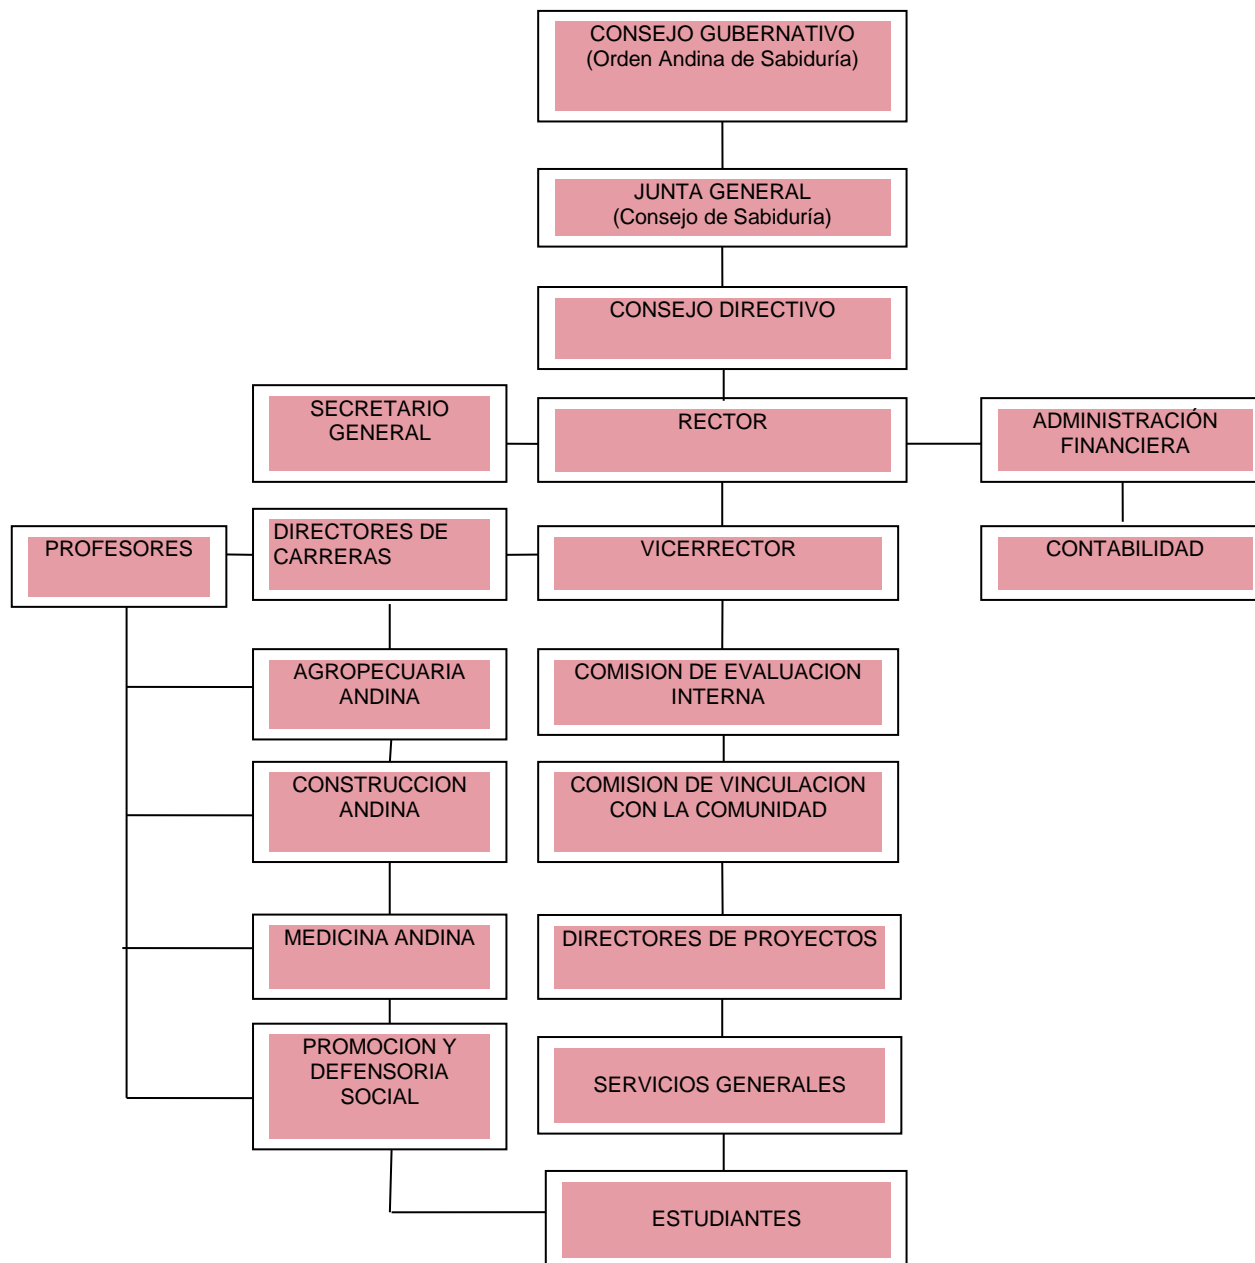 CONSEJO GUBERNATIVO
(Orden Andina de Sabiduría)
JUNTA GENERAL
(Consejo de Sabiduría)
CONSEJO DIRECTIVO
SECRETARIO
GENERAL
RECTOR
ADMINISTRACIÓN
FINANCIERA
PROFESORES
DIRECTORES DE
CARRERAS
VICERRECTOR
CONTABILIDAD
AGROPECUARIA
ANDINA
COMISION DE EVALUACION
INTERNA
CONSTRUCCION
ANDINA
COMISION DE VINCULACION
CON LA COMUNIDAD
MEDICINA ANDINA
DIRECTORES DE PROYECTOS
PROMOCION Y
DEFENSORIA
SOCIAL
SERVICIOS GENERALES
ESTUDIANTES